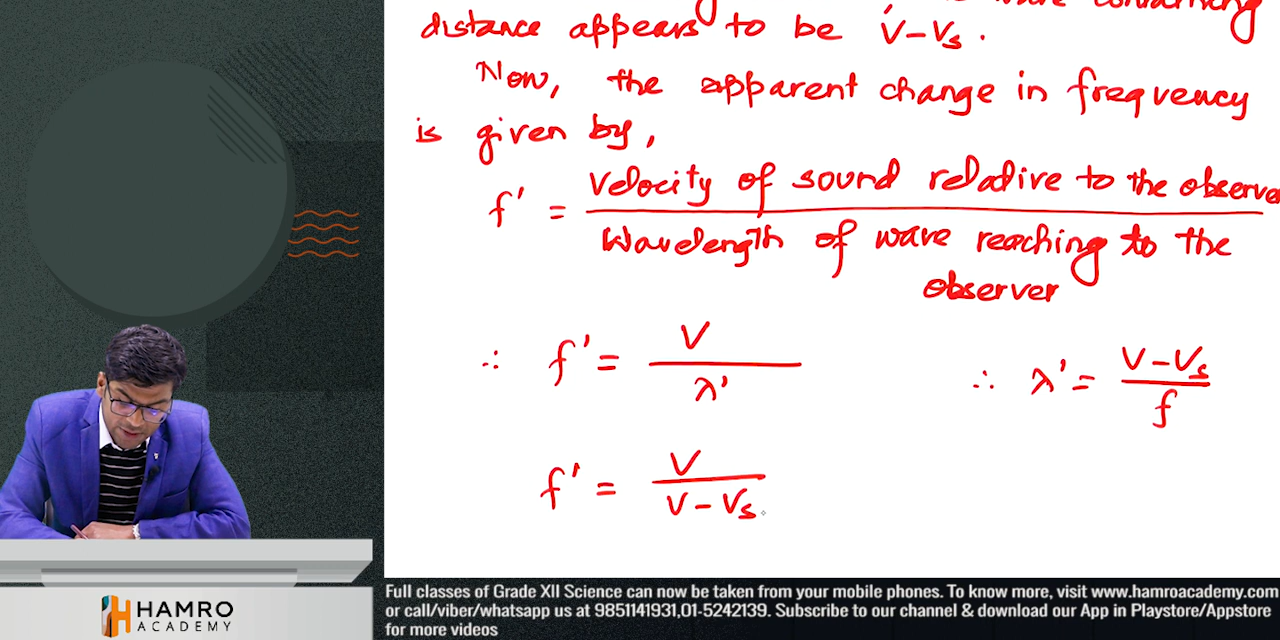 distance appears to be V-Vs.
Now, the apparent change in frequency
is given by,
f' = Velocity of sound relative to the observer
Wavelength of wave reaching to the
observer
∴ f' = V / λ' ∴ λ' = V-Vs / f
f' = V / V-Vs
HAMRO
ACADEMY
Full classes of Grade XII Science can now be taken from your mobile phones. To know more, visit www.hamroacademy.com
or call/viber/whatsapp us at 9851141931,01-5242139. Subscribe to our channel & download our App in Playstore/Appstore
for more videos